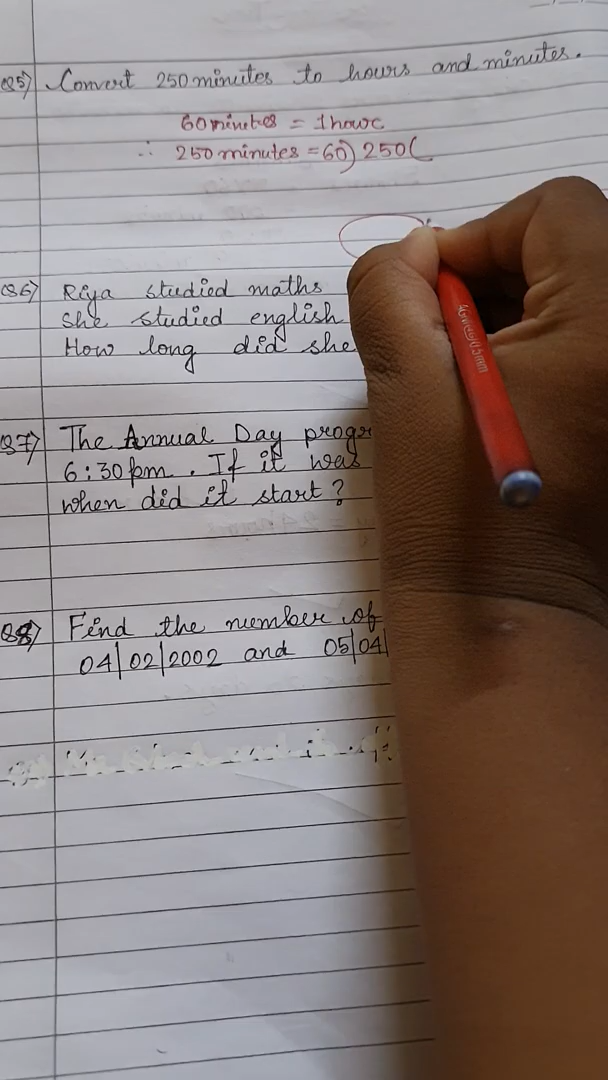 Q5) Convert 250 minutes to hours and minutes.
60 minutes = 1 hour
∴ 250 minutes = 60) 250(
Q6) Riya studied maths
She studied english
How long did she
Q7) The Annual Day progr
6:30 pm. If it was
when did it start?
Q8) Find the number of
04|02|2002 and 05|04|